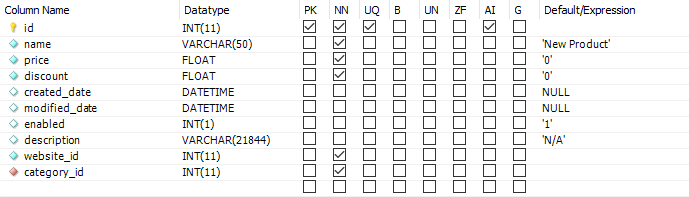 Column Name Datatype PK NN UQ B UN ZF AI G Default/Expression
id INT(11)
name VARCHAR(50) 'New Product'
price FLOAT '0'
discount FLOAT '0'
created_date DATETIME NULL
modified_date DATETIME NULL
enabled INT(1) '1'
description VARCHAR(21844) 'N/A'
website_id INT(11)
category_id INT(11)